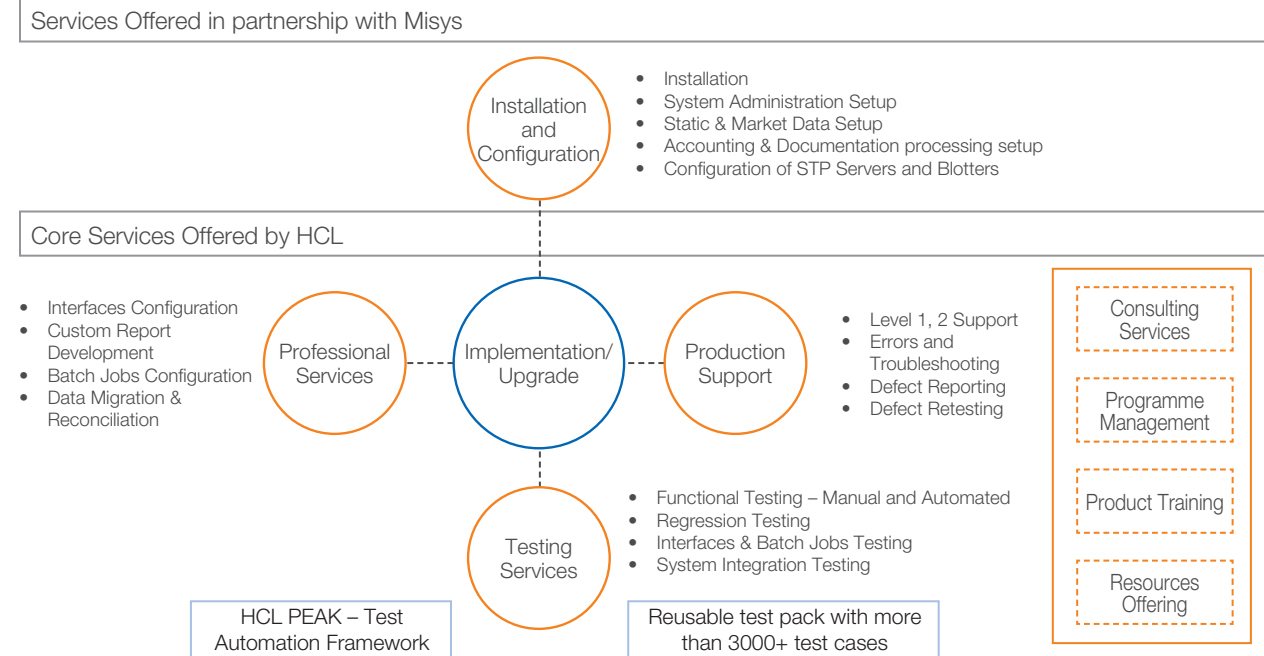 Services Offered in partnership with Misys
Installation
and
Configuration
• Installation
• System Administration Setup
• Static & Market Data Setup
• Accounting & Documentation processing setup
• Configuration of STP Servers and Blotters
Core Services Offered by HCL
• Interfaces Configuration
• Custom Report
Development
• Batch Jobs Configuration
• Data Migration &
Reconciliation
Professional
Services
Implementation/
Upgrade
Production
Support
• Level 1, 2 Support
• Errors and
Troubleshooting
• Defect Reporting
• Defect Retesting
Consulting
Services
Programme
Management
Product Training
Resources
Offering
Testing
Services
• Functional Testing – Manual and Automated
• Regression Testing
• Interfaces & Batch Jobs Testing
• System Integration Testing
HCL PEAK – Test
Automation Framework
Reusable test pack with more
than 3000+ test cases